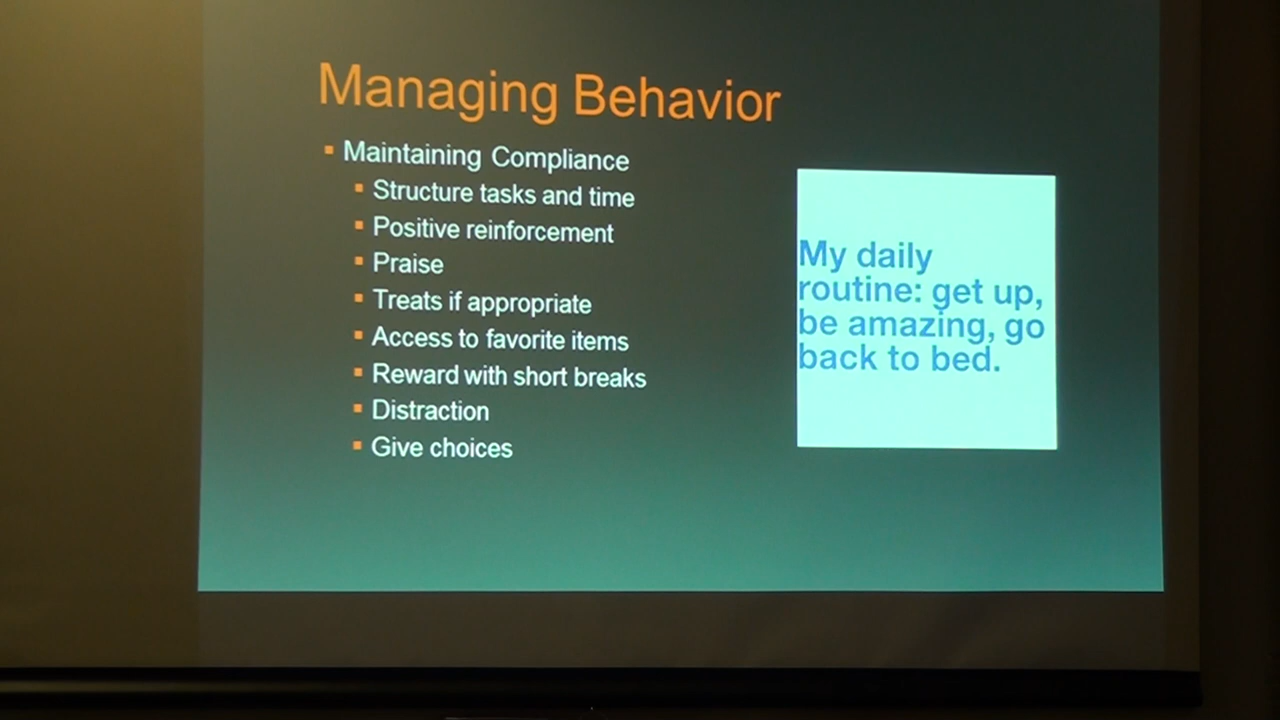 Managing Behavior
Maintaining Compliance
Structure tasks and time
Positive reinforcement
Praise
Treats if appropriate
Access to favorite items
Reward with short breaks
Distraction
Give choices
My daily
routine: get up,
be amazing, go
back to bed.